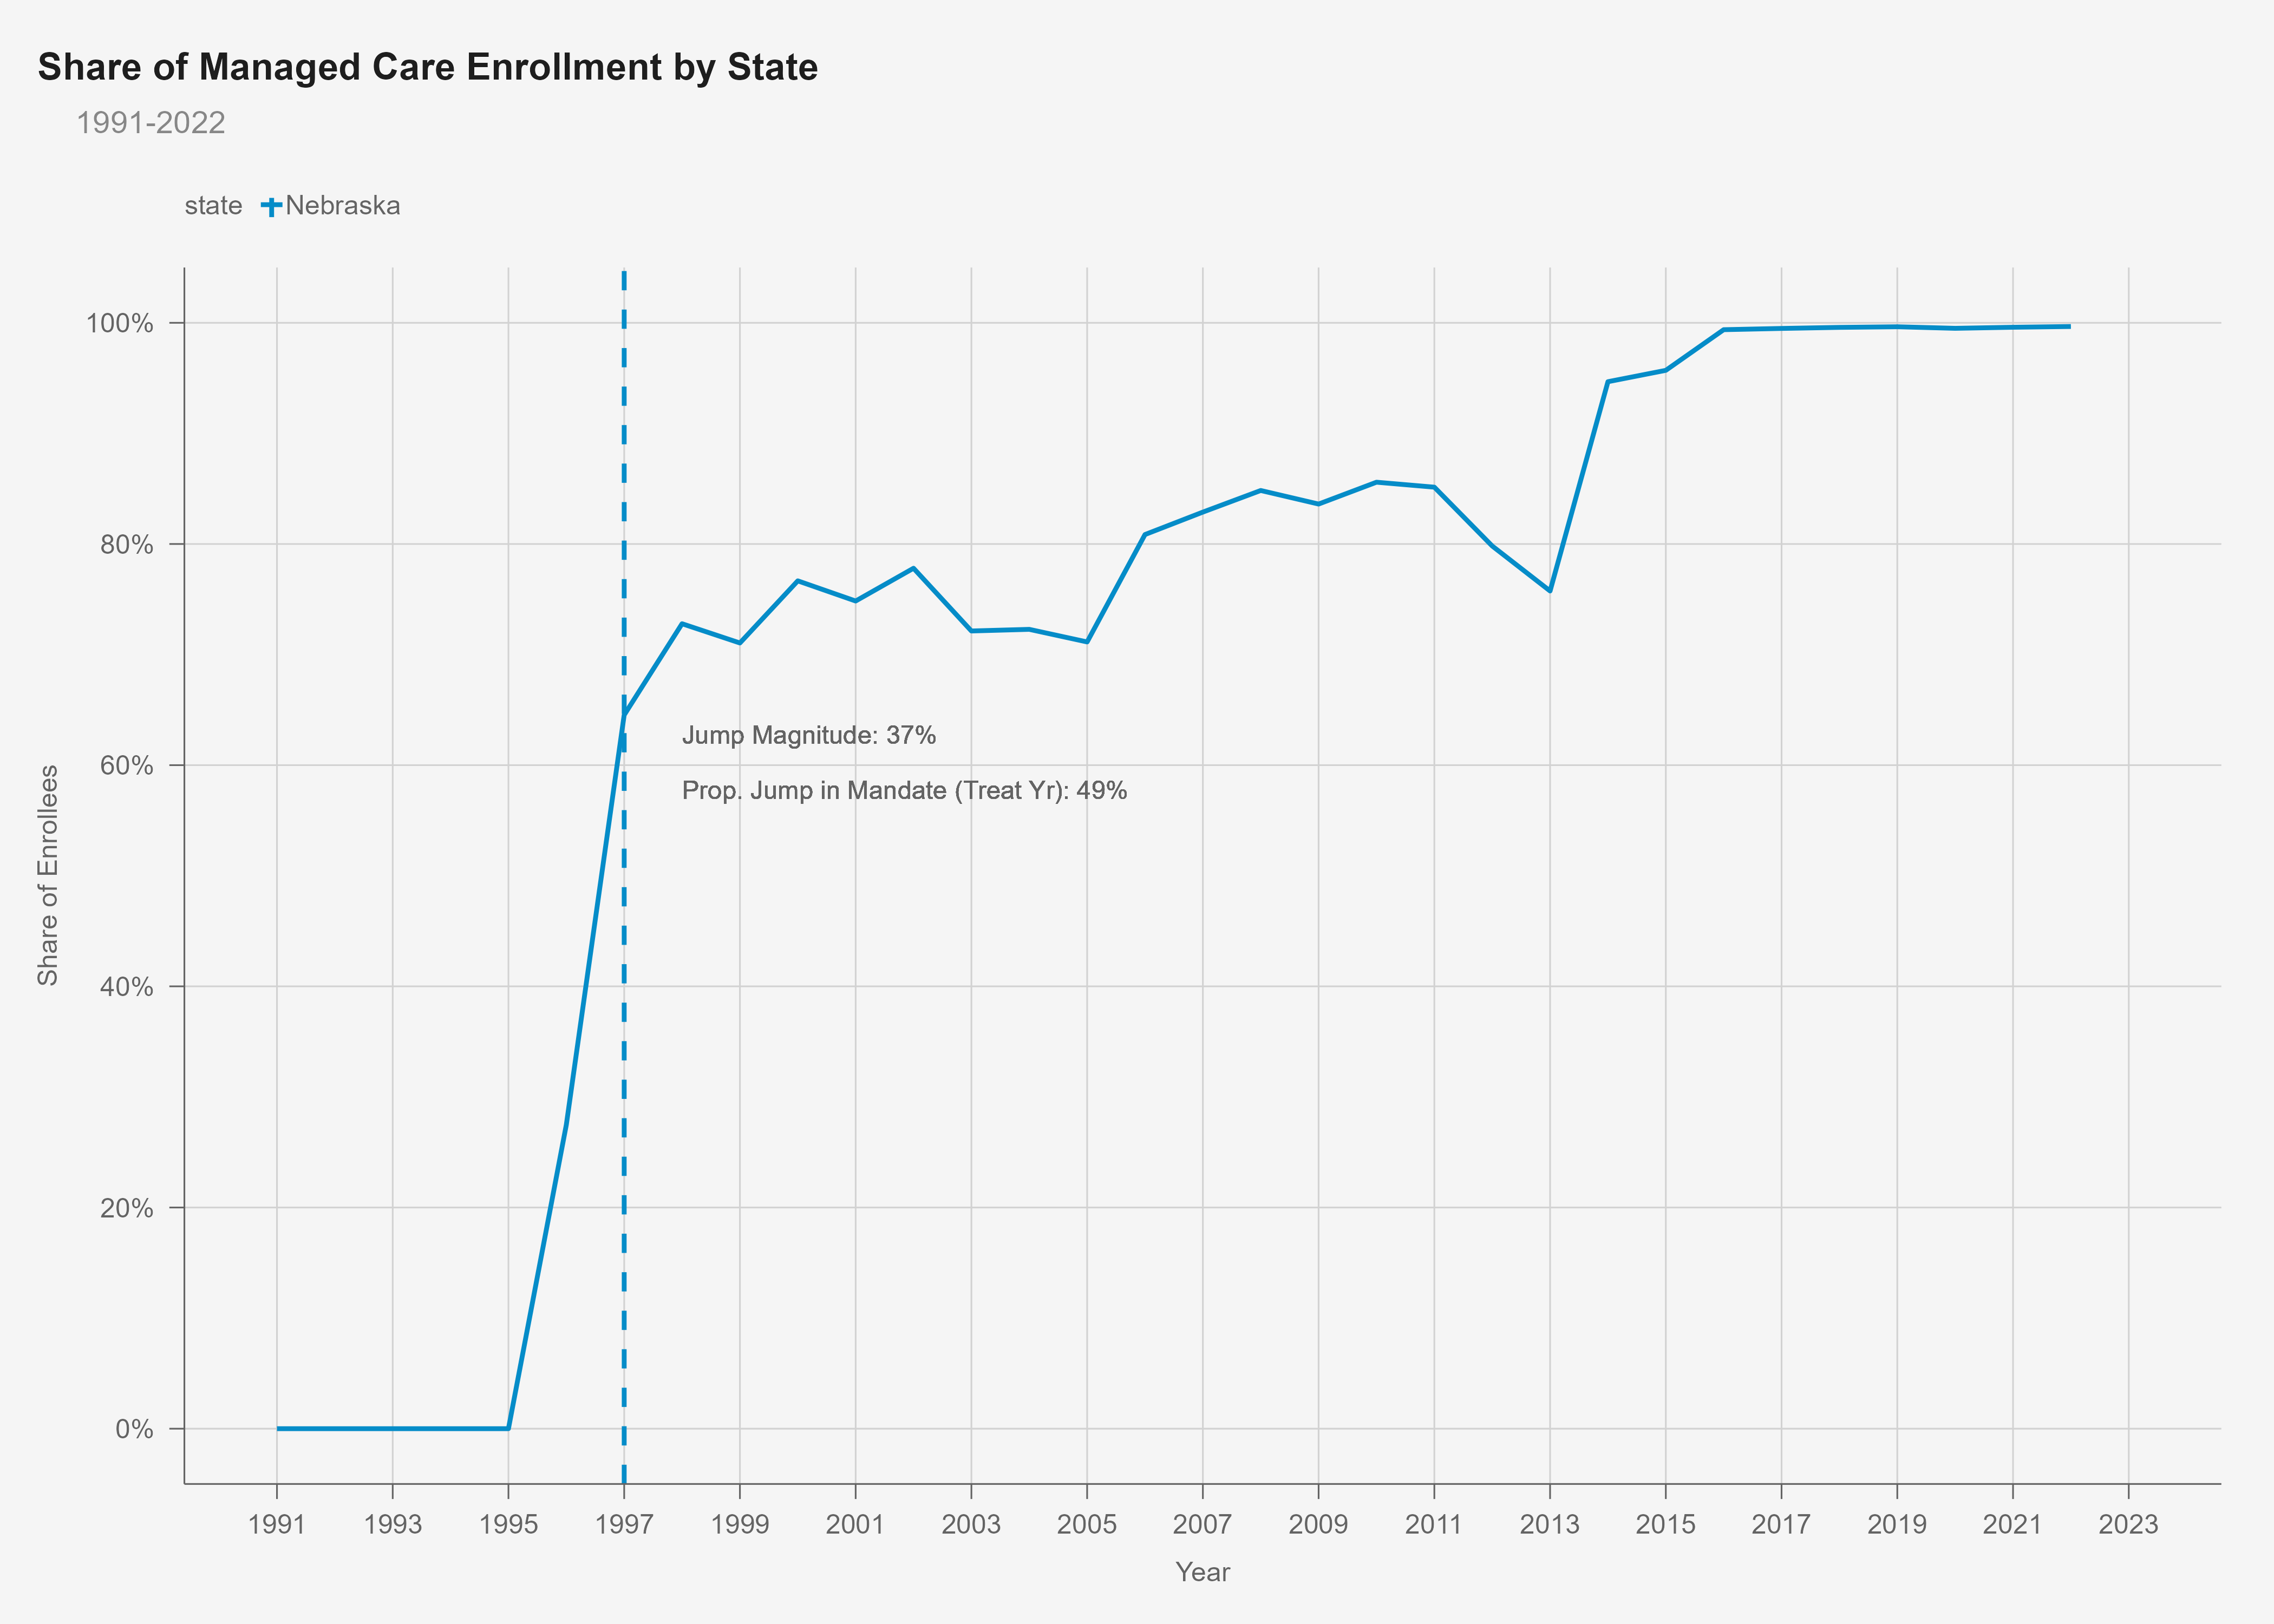 Share of Managed Care Enrollment by State
1991-2022
state Nebraska
100%
80%
60%
40%
20%
0%
Share of Enrollees
Jump Magnitude: 37%
Prop. Jump in Mandate (Treat Yr): 49%
1991 1993 1995 1997 1999 2001 2003 2005 2007 2009 2011 2013 2015 2017 2019 2021 2023
Year